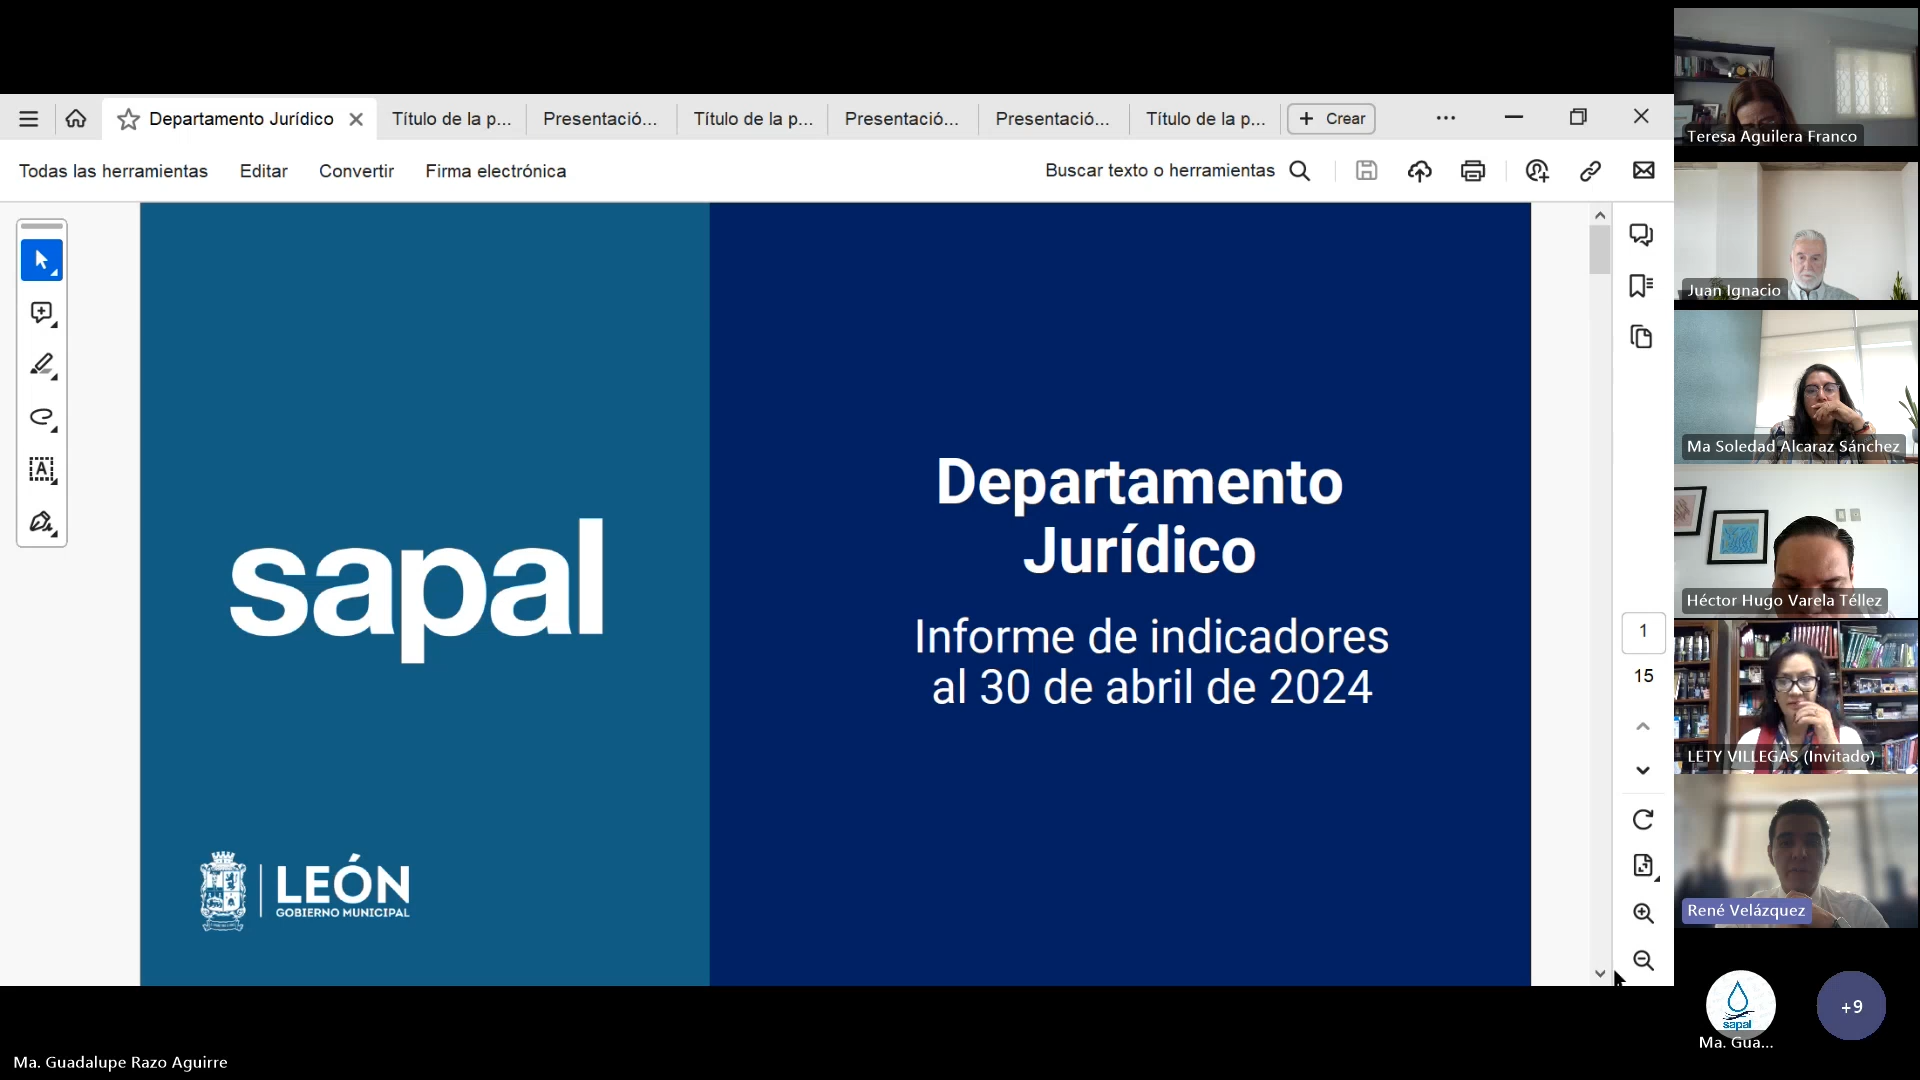 Departamento Jurídico
Título de la p...
Presentació...
Título de la p...
Presentació...
Presentació...
Título de la p...
Crear
Todas las herramientas
Editar
Convertir
Firma electrónica
Buscar texto o herramientas
sapal
LEÓN
GOBIERNO MUNICIPAL
Departamento
Jurídico
Informe de indicadores
al 30 de abril de 2024
1
15
Teresa Aguilera Franco
Juan Ignacio
Ma Soledad Alcaraz Sánchez
Héctor Hugo Varela Téllez
LETY VILLEGAS (Invitado)
René Velázquez
sapal
Ma. Gua...
+9
Ma. Guadalupe Razo Aguirre